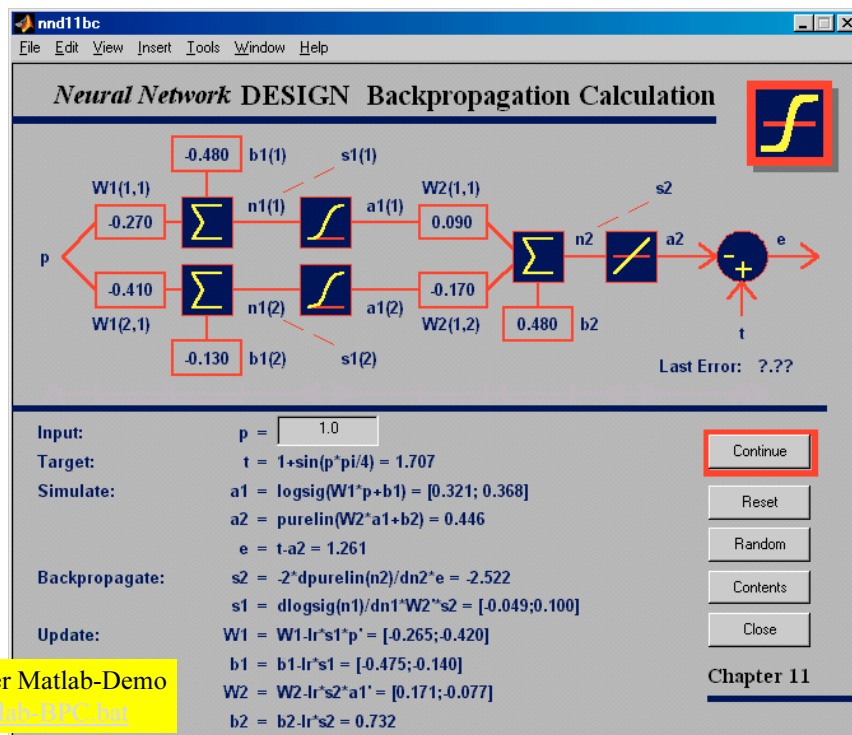 nnd11bc
File Edit View Insert Tools Window Help
Neural Network DESIGN Backpropagation Calculation
-0.480 b1(1) s1(1)
W1(1,1) n1(1) a1(1) W2(1,1) s2
-0.270 0.090
n2 a2 e
p
-0.410 -0.170
W1(2,1) n1(2) a1(2) W2(1,2) 0.480 b2 t
-0.130 b1(2) s1(2)
Last Error: ?.??
Input: p = 1.0
Continue
Target: t = 1+sin(p*pi/4) = 1.707
Simulate: a1 = logsig(W1*p+b1) = [0.321; 0.368]
Reset
a2 = purelin(W2*a1+b2) = 0.446
e = t-a2 = 1.261
Random
Backpropagate: s2 = -2*dpurelin(n2)/dn2*e = -2.522
Contents
s1 = dlogsig(n1)/dn1*W2'*s2 = [-0.049;0.100]
Update: W1 = W1-lr*s1*p' = [-0.265;-0.420]
Close
b1 = b1-lr*s1 = [-0.475;-0.140]
Chapter 11
W2 = W2-lr*s2*a1' = [0.171;-0.077]
b2 = b2-lr*s2 = 0.732
er Matlab-Demo
lab-BPC.bat